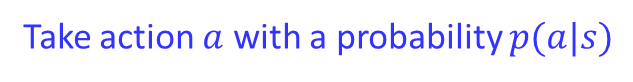 Take action 𝑎 with a probability 𝑝(𝑎|𝑠)